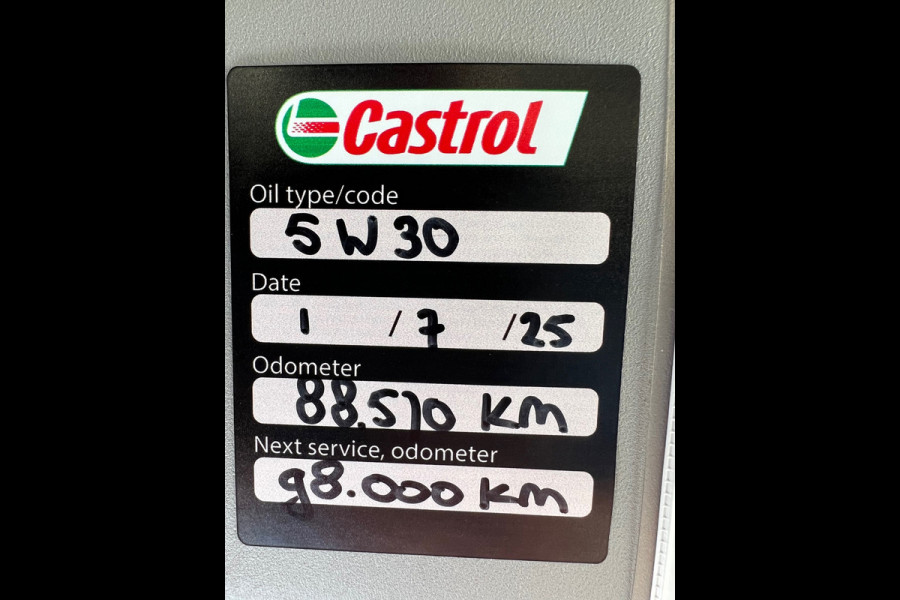 Castrol
Oil type/code
5W30
Date
1/7/25
Odometer
88.510 KM
Next service, odometer
98.000 KM